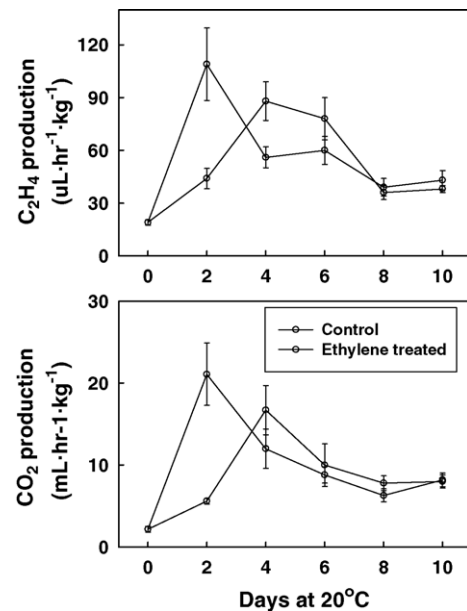 C₂H₄ production
(uL·hr⁻¹·kg⁻¹)
120
90
60
30
0
0 2 4 6 8 10
CO₂ production
(mL·hr-1·kg⁻¹)
30
20
10
0
Control
Ethylene treated
0 2 4 6 8 10
Days at 20°C